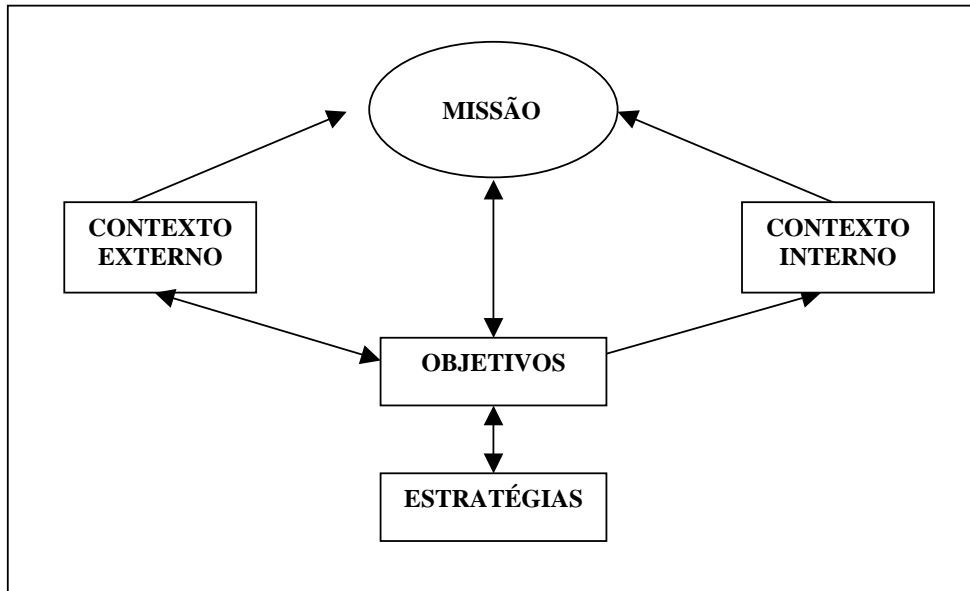 MISSÃO
CONTEXTO
EXTERNO
CONTEXTO
INTERNO
OBJETIVOS
ESTRATÉGIAS